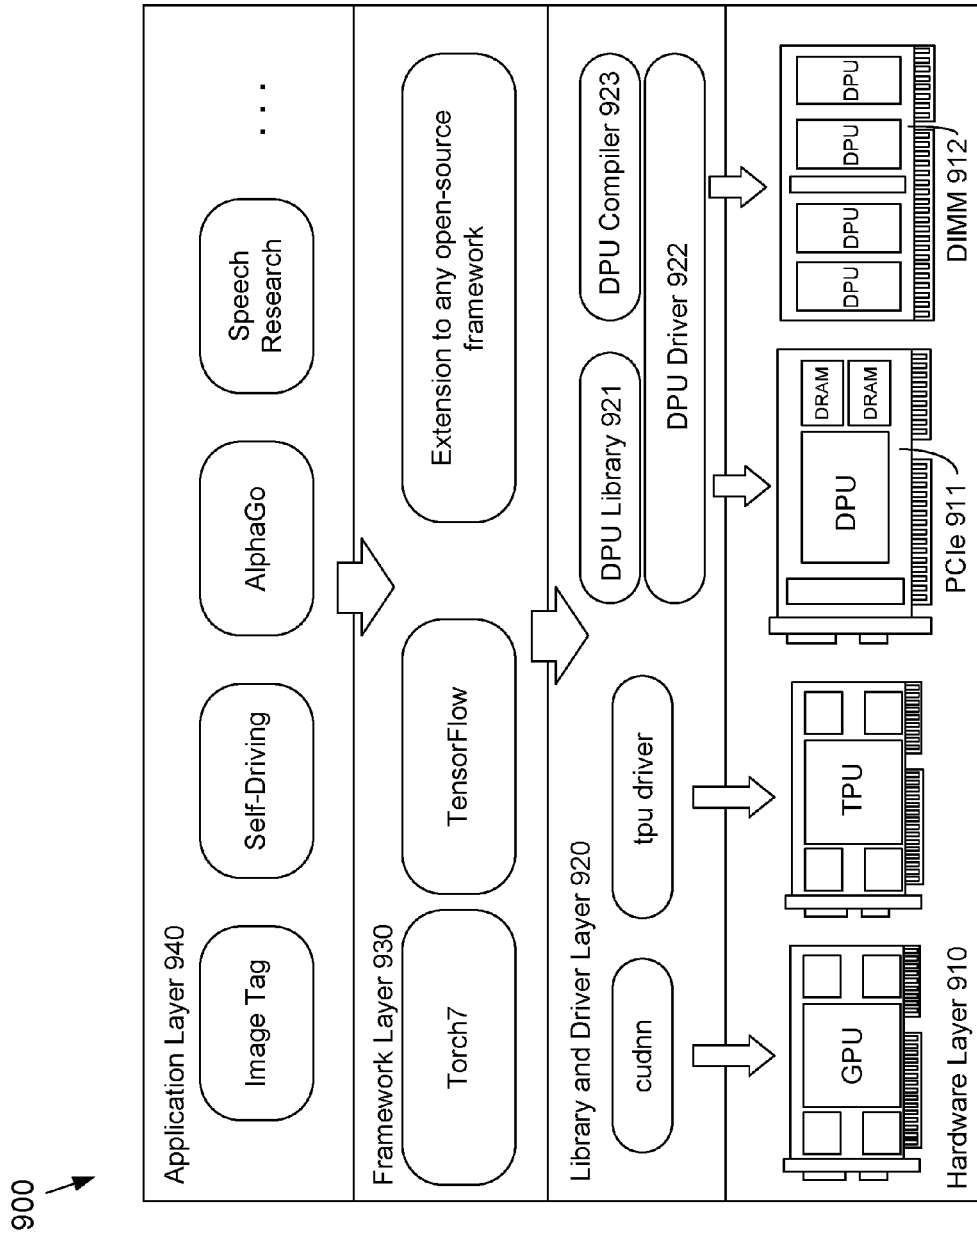 900
Application Layer 940
Image Tag
Self-Driving
AlphaGo
Speech
Research
. . .
Framework Layer 930
Torch7
TensorFlow
Extension to any open-source
framework
Library and Driver Layer 920
cudnn
tpu driver
DPU Library 921
DPU Compiler 923
DPU Driver 922
GPU
TPU
DPU
DRAM
DRAM
DPU
DPU
DPU
DPU
Hardware Layer 910
PCIe 911
DIMM 912